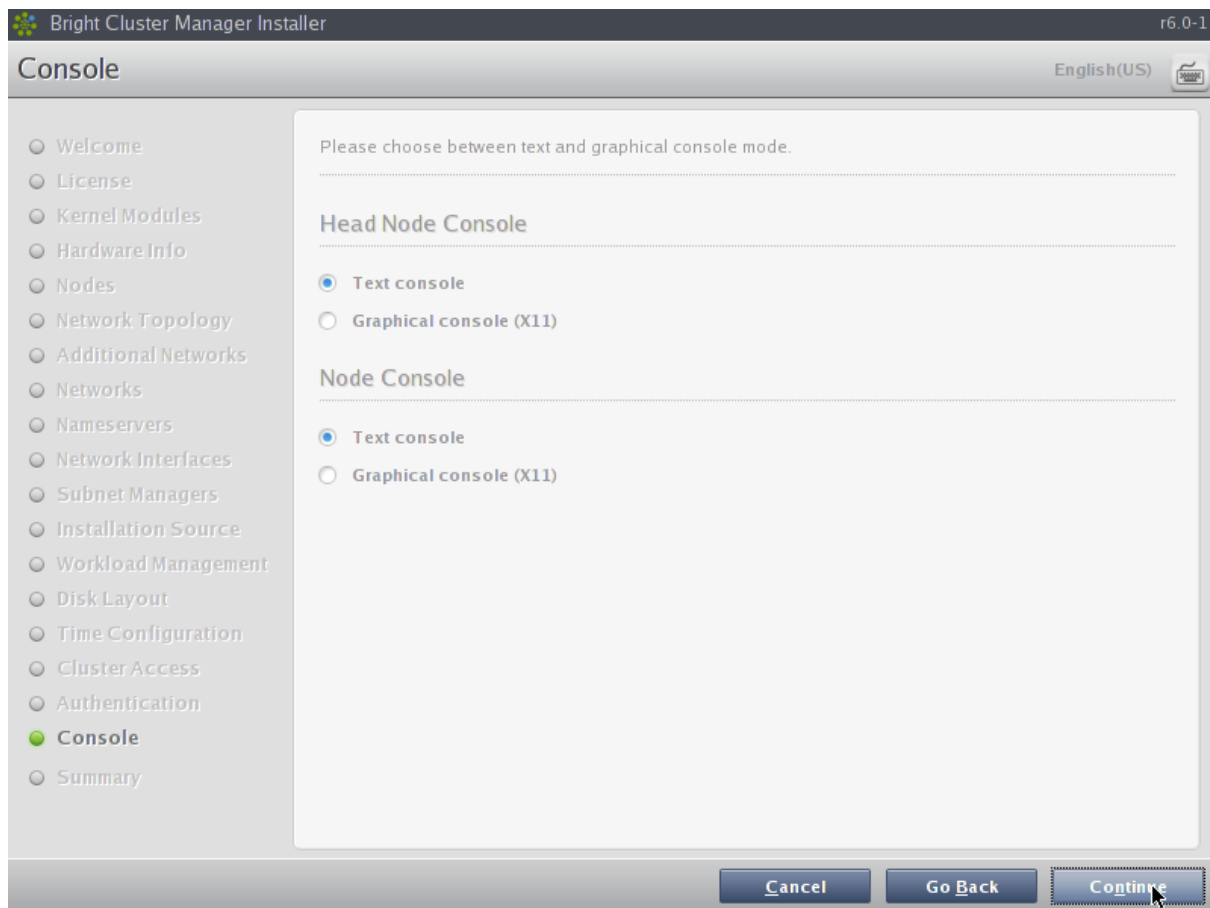 Bright Cluster Manager Installer
r6.0-1
Console
English(US)
Welcome
License
Kernel Modules
Hardware Info
Nodes
Network Topology
Additional Networks
Networks
Nameservers
Network Interfaces
Subnet Managers
Installation Source
Workload Management
Disk Layout
Time Configuration
Cluster Access
Authentication
Console
Summary
Please choose between text and graphical console mode.
Head Node Console
Text console
Graphical console (X11)
Node Console
Text console
Graphical console (X11)
Cancel
Go Back
Continue